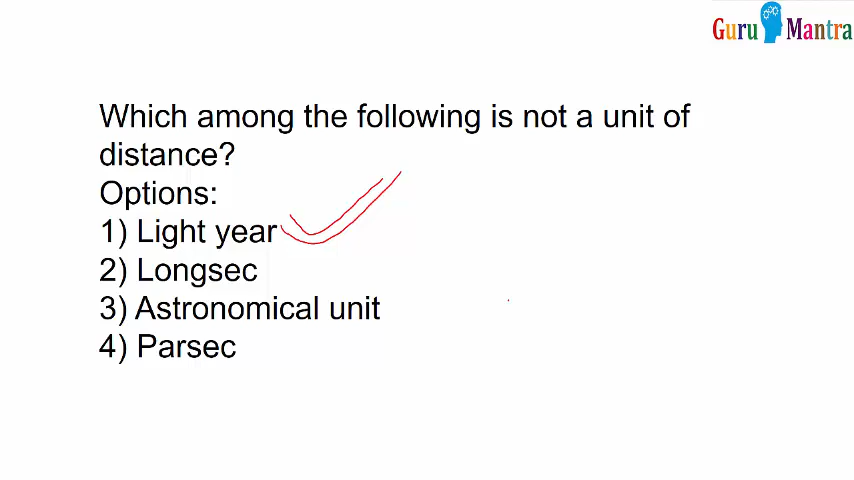 Guru Mantra
Which among the following is not a unit of
distance?
Options:
1) Light year
2) Longsec
3) Astronomical unit
4) Parsec